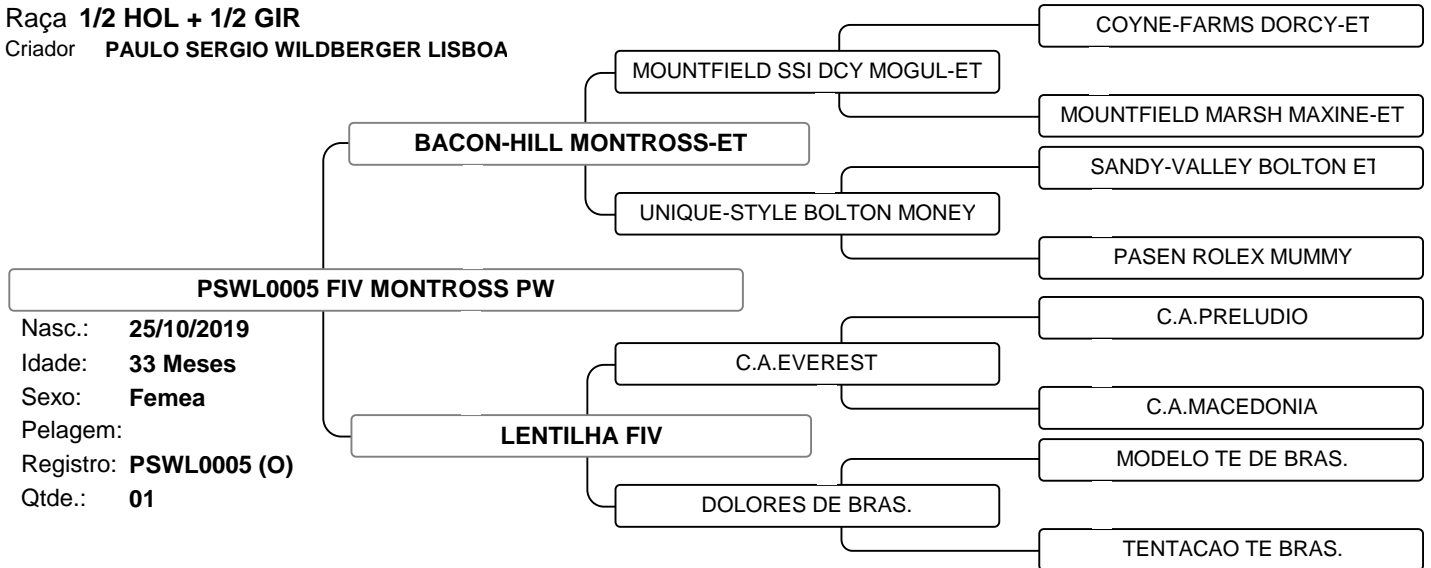 Raça 1/2 HOL + 1/2 GIR
Criador PAULO SERGIO WILDBERGER LISBOA
COYNE-FARMS DORCY-ET
MOUNTFIELD SSI DCY MOGUL-ET
MOUNTFIELD MARSH MAXINE-ET
BACON-HILL MONTROSS-ET
SANDY-VALLEY BOLTON ET
UNIQUE-STYLE BOLTON MONEY
PASEN ROLEX MUMMY
PSWL0005 FIV MONTROSS PW
Nasc.: 25/10/2019
Idade: 33 Meses
Sexo: Femea
Pelagem:
Registro: PSWL0005 (O)
Qtde.: 01
C.A.PRELUDIO
C.A.EVEREST
C.A.MACEDONIA
LENTILHA FIV
MODELO TE DE BRAS.
DOLORES DE BRAS.
TENTACAO TE BRAS.